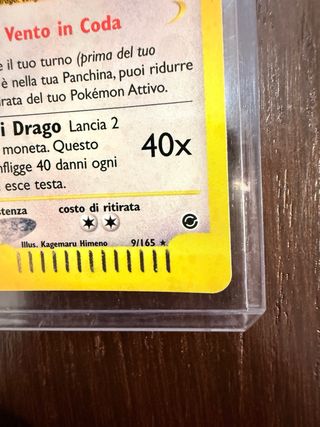 Vento in Coda
e il tuo turno (prima del tuo
è nella tua Panchina, puoi ridurre
irata del tuo Pokémon Attivo.
i Drago Lancia 2
moneta. Questo
nfligge 40 danni ogni
esce testa.
40x
stenza costo di ritirata
Illus. Kagemaru Himeno 9/165 ★